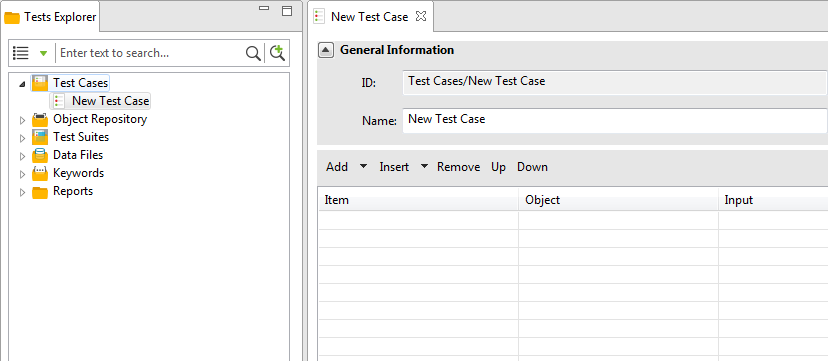 Tests Explorer
Enter text to search...
Test Cases
New Test Case
Object Repository
Test Suites
Data Files
Keywords
Reports
New Test Case
General Information
ID: Test Cases/New Test Case
Name: New Test Case
Add Insert Remove Up Down
Item Object Input